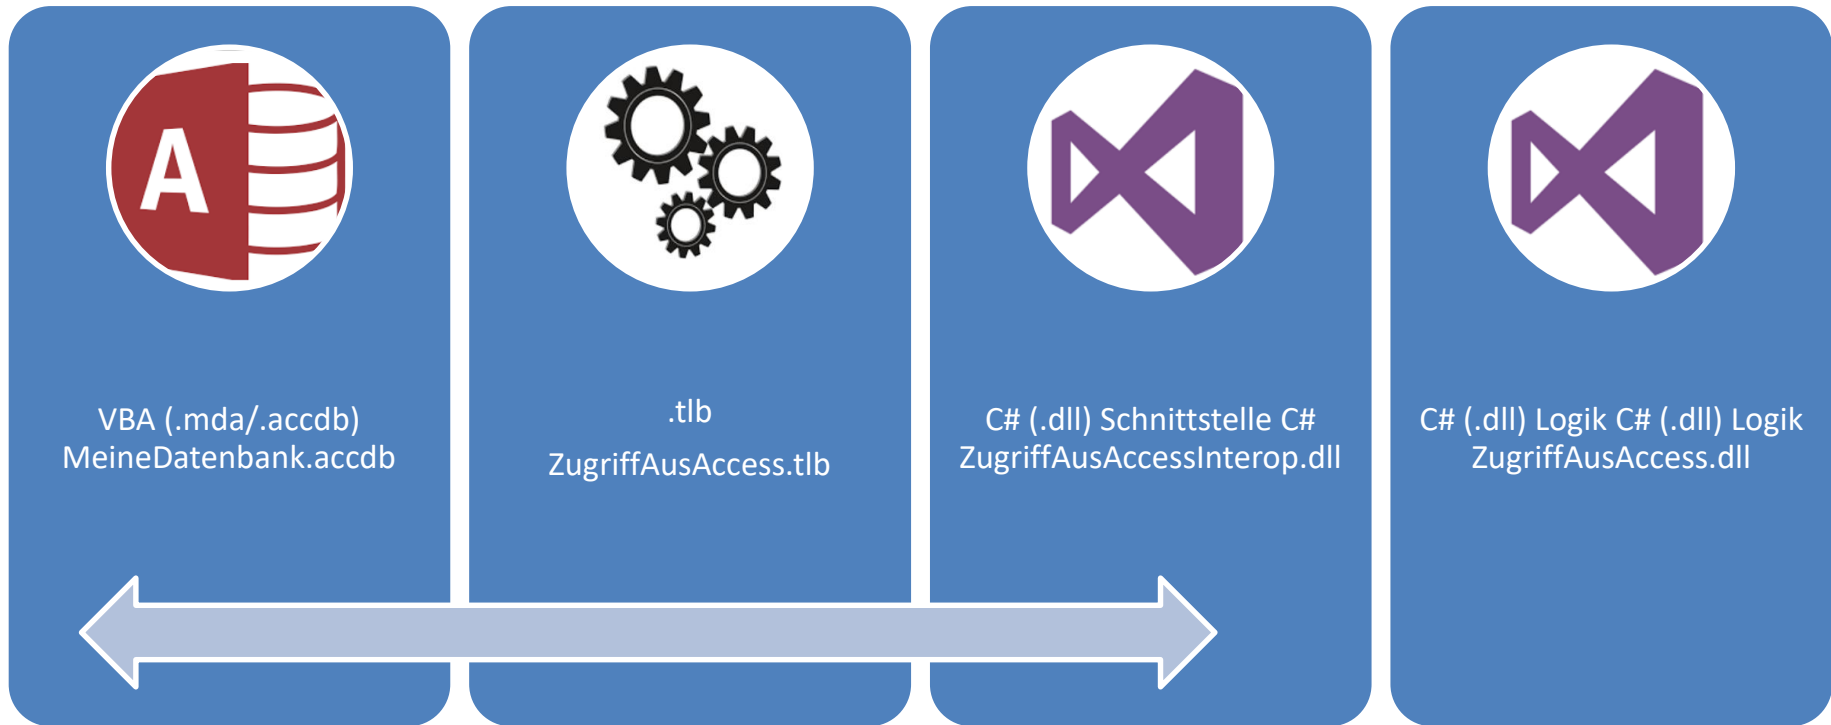 A
VBA (.mda/.accdb)
MeineDatenbank.accdb
.tlb
ZugriffAusAccess.tlb
C# (.dll) Schnittstelle C#
ZugriffAusAccessInterop.dll
C# (.dll) Logik C# (.dll) Logik
ZugriffAusAccess.dll